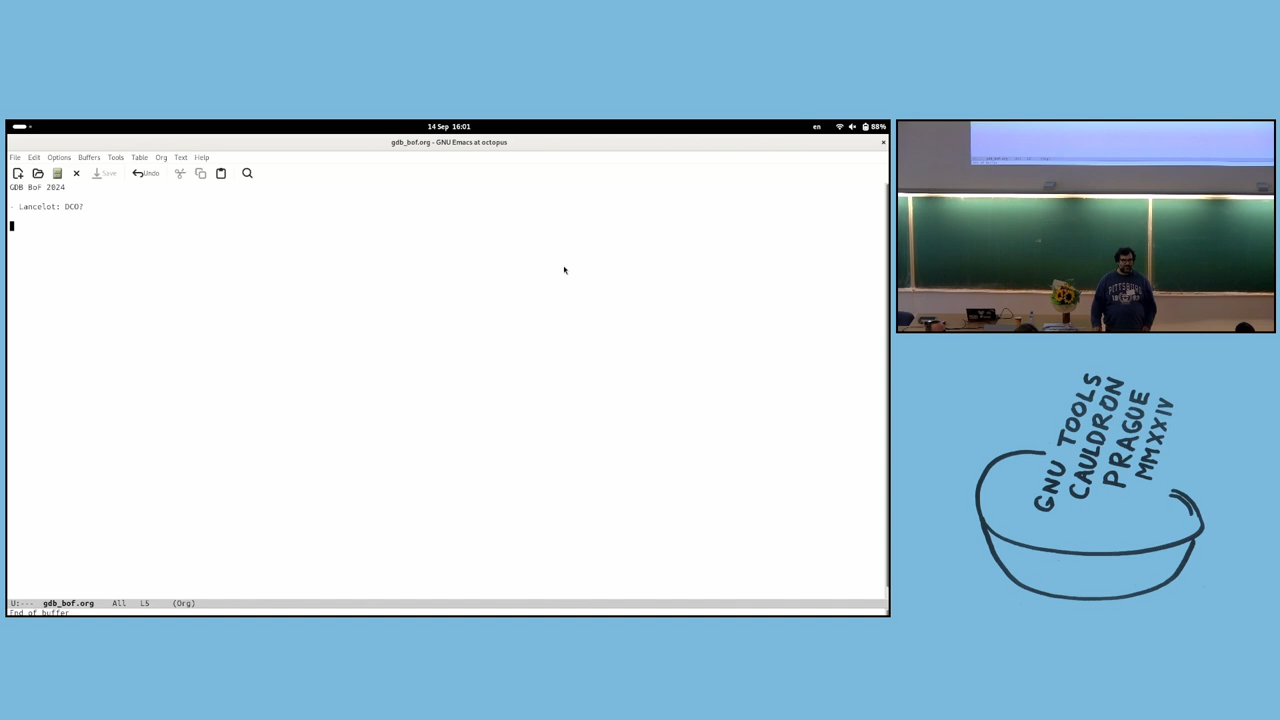 14 Sep 16:01
en
88%
gdb_bof.org - GNU Emacs at octopus
File Edit Options Buffers Tools Table Org Text Help
Save
Undo
GDB BoF 2024
- Lancelot: DCO?
U:--- gdb_bof.org All L5 (Org)
End of buffer
PITTSBURG
GNU TOOLS
CAULDRON
PRAGUE
MMXXIV